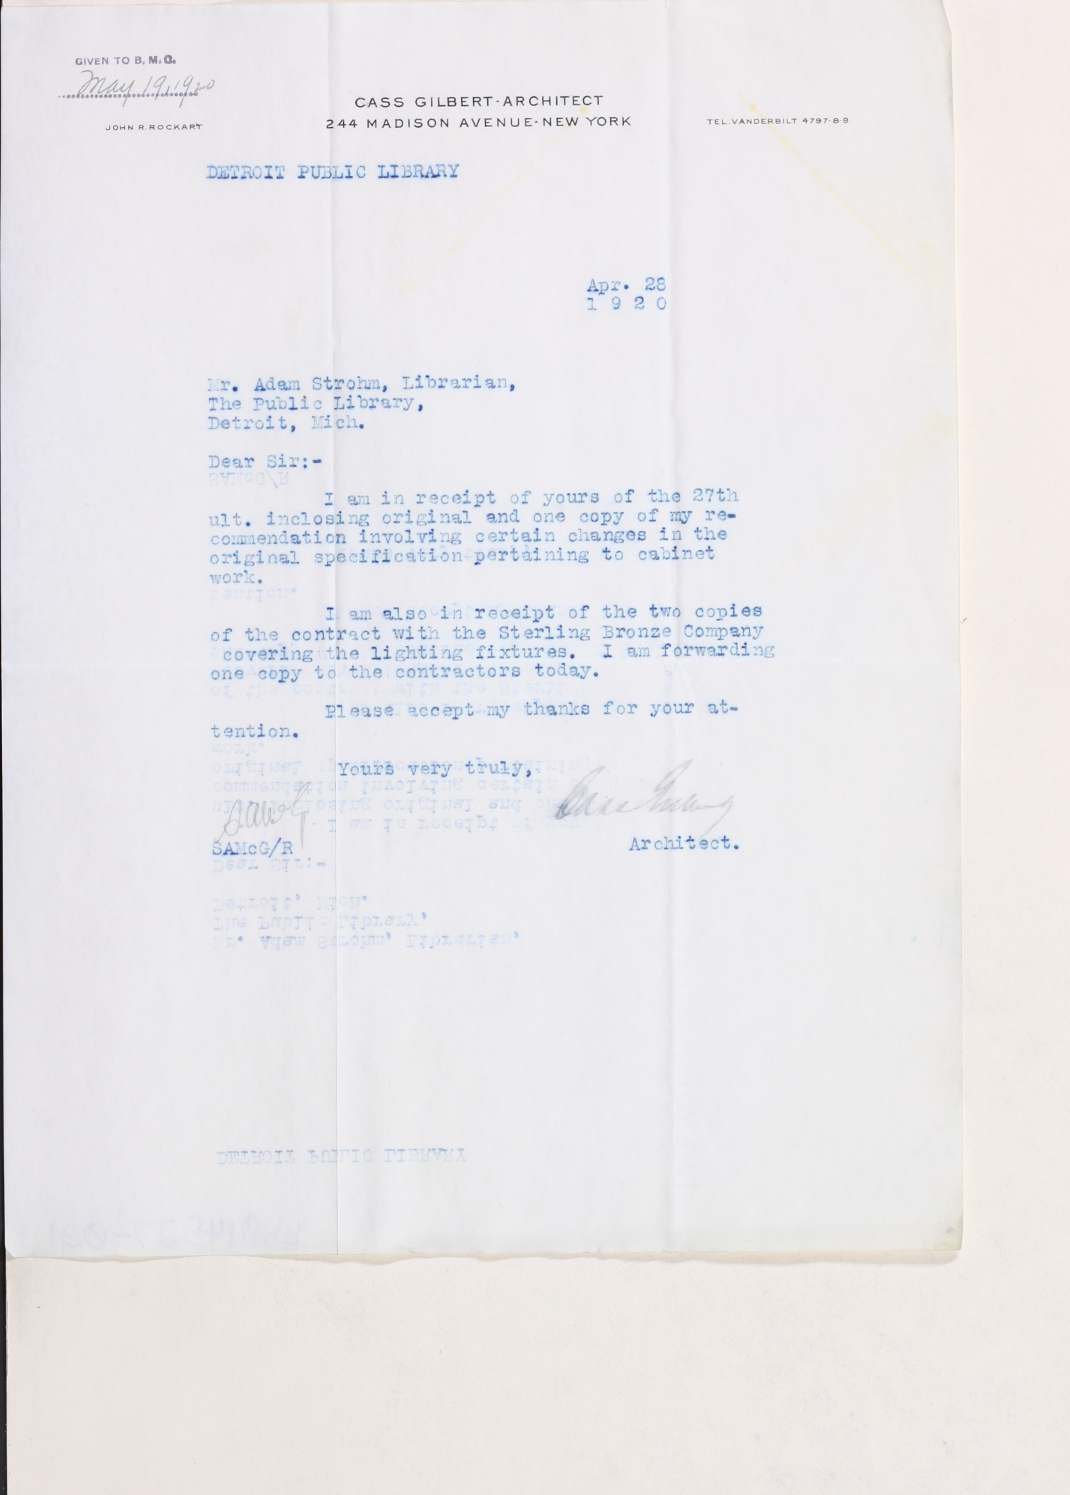 GIVEN TO B. M. C.
May 19, 1920
JOHN R. ROCKART
CASS GILBERT-ARCHITECT
244 MADISON AVENUE-NEW YORK
TEL. VANDERBILT 4797-8-9
DETROIT PUBLIC LIBRARY
Apr. 28
1 9 2 0
Mr. Adam Strohm, Librarian,
The Public Library,
Detroit, Mich.
Dear Sir:-
I am in receipt of yours of the 27th
ult. inclosing original and one copy of my re-
commendation involving certain changes in the
original specification pertaining to cabinet
work.
I am also in receipt of the two copies
of the contract with the Sterling Bronze Company
covering the lighting fixtures. I am forwarding
one copy to the contractors today.
Please accept my thanks for your at-
tention.
Yours very truly,
SAMcG
Cass Gilbert
SAMcG/R
Architect.